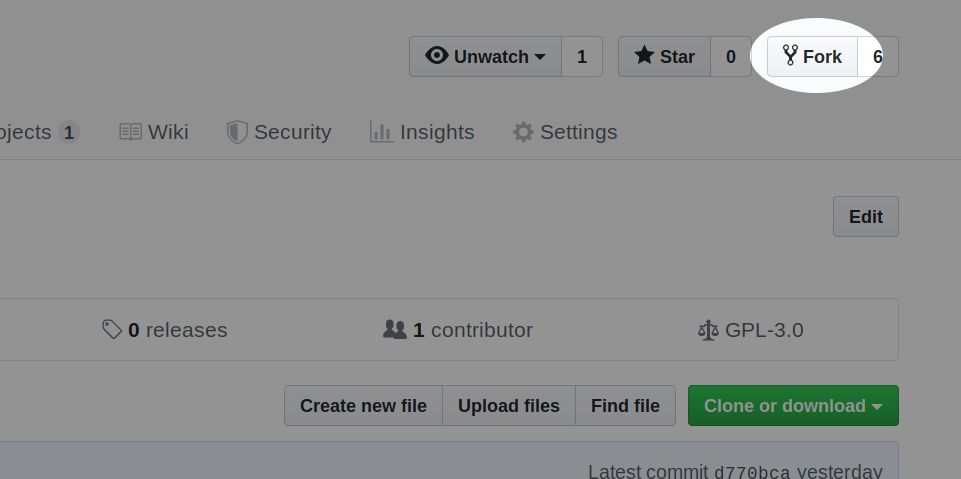 Unwatch 1 Star 0 Fork 6
ojects 1 Wiki Security Insights Settings
Edit
0 releases 1 contributor GPL-3.0
Create new file Upload files Find file Clone or download
Latest commit d770bca yesterday